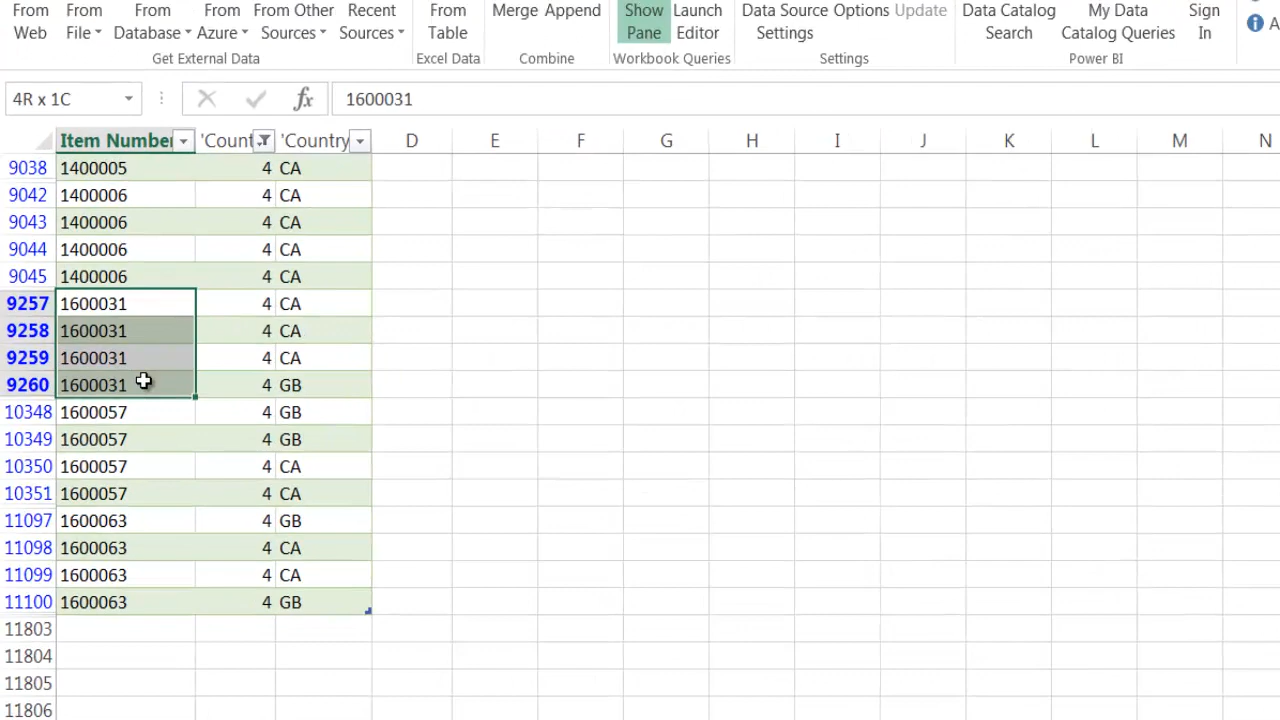 From From From From From Other Recent From Merge Append Show Launch Data Source Options Update Data Catalog My Data Sign
Web File Database Azure Sources Sources Table Pane Editor Settings Search Catalog Queries In A
Get External Data Excel Data Combine Workbook Queries Settings Power BI
4R x 1C fx 1600031
Item Number 'Count 'Country D E F G H I J K L M N
9038 1400005 4 CA
9042 1400006 4 CA
9043 1400006 4 CA
9044 1400006 4 CA
9045 1400006 4 CA
9257 1600031 4 CA
9258 1600031 4 CA
9259 1600031 4 CA
9260 1600031 4 GB
10348 1600057 4 GB
10349 1600057 4 GB
10350 1600057 4 CA
10351 1600057 4 CA
11097 1600063 4 GB
11098 1600063 4 CA
11099 1600063 4 CA
11100 1600063 4 GB
11803
11804
11805
11806